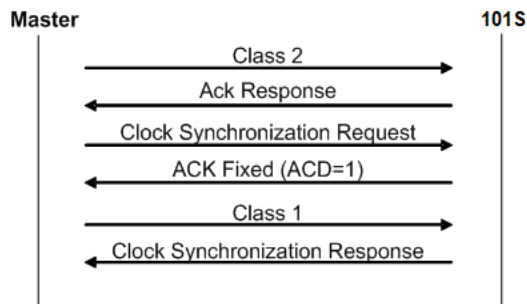 Master
101S
Class 2
Ack Response
Clock Synchronization Request
ACK Fixed (ACD=1)
Class 1
Clock Synchronization Response